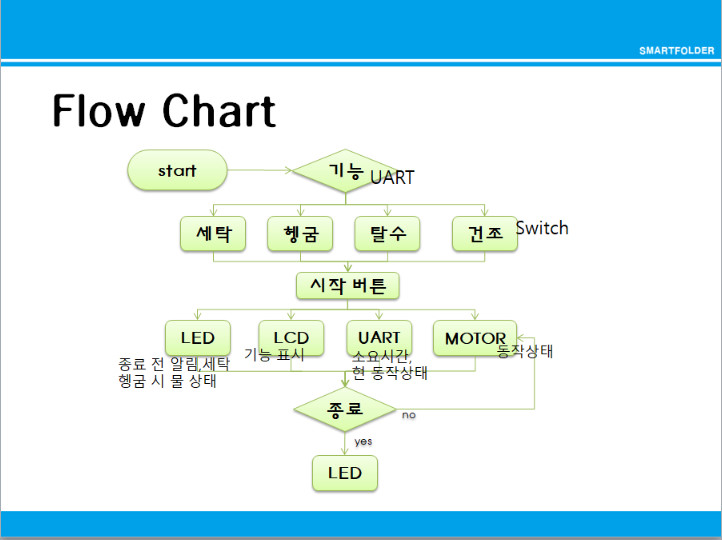 SMARTFOLDER
Flow Chart
start
기능
UART
세탁
헹굼
탈수
건조
Switch
시작 버튼
LED
LCD
UART
MOTOR
종료 전 알림,세탁
헹굼 시 물 상태
기능 표시
소요시간,
현 동작상태
동작상태
종료
no
yes
LED